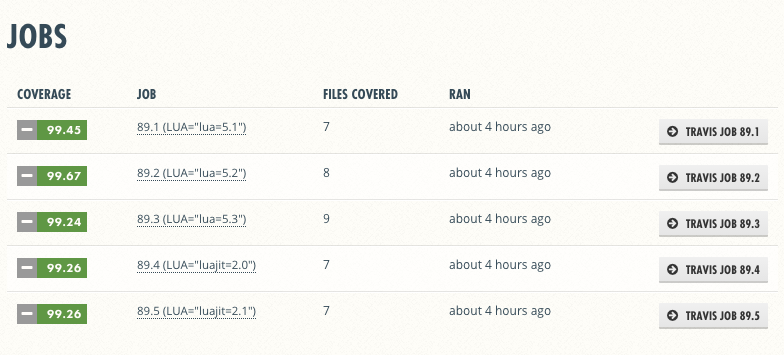 JOBS
COVERAGE JOB FILES COVERED RAN
99.45 89.1 (LUA="lua=5.1") 7 about 4 hours ago TRAVIS JOB 89.1
99.67 89.2 (LUA="lua=5.2") 8 about 4 hours ago TRAVIS JOB 89.2
99.24 89.3 (LUA="lua=5.3") 9 about 4 hours ago TRAVIS JOB 89.3
99.26 89.4 (LUA="luajit=2.0") 7 about 4 hours ago TRAVIS JOB 89.4
99.26 89.5 (LUA="luajit=2.1") 7 about 4 hours ago TRAVIS JOB 89.5